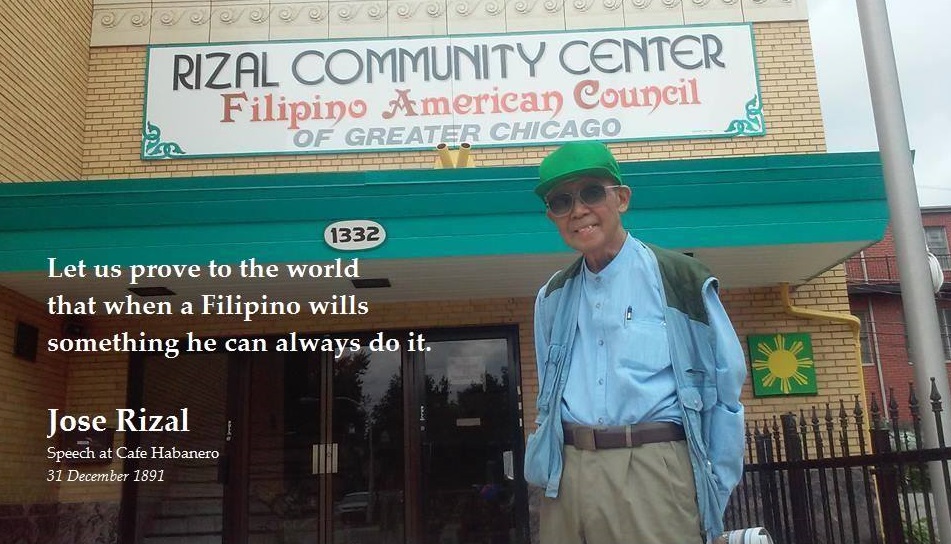 RIZAL COMMUNITY CENTER
Filipino American Council
OF GREATER CHICAGO
1332
Let us prove to the world
that when a Filipino wills
something he can always do it.
Jose Rizal
Speech at Cafe Habanero
31 December 1891